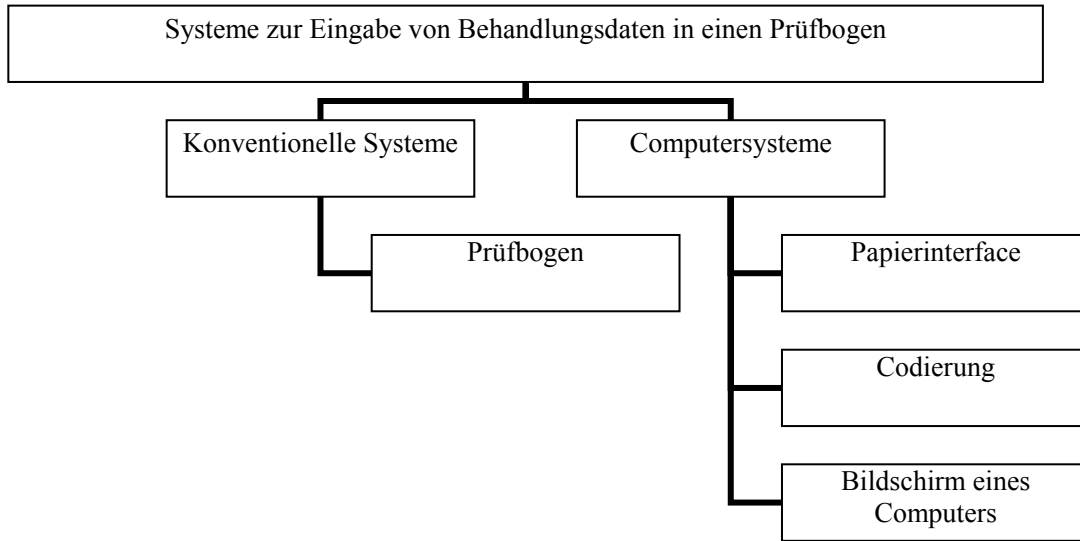 Systeme zur Eingabe von Behandlungsdaten in einen Prüfbogen
Konventionelle Systeme
Computersysteme
Prüfbogen
Papierinterface
Codierung
Bildschirm eines
Computers